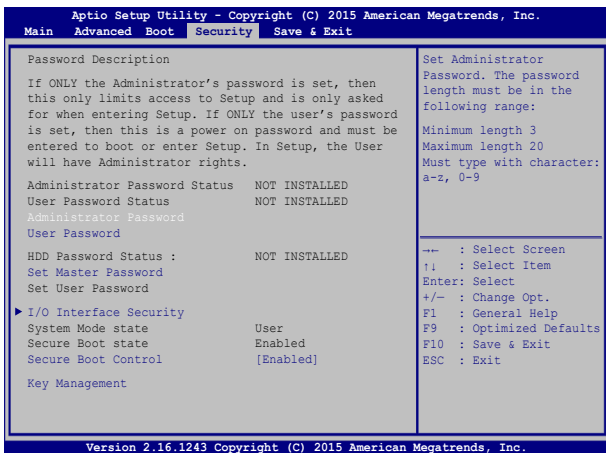 Aptio Setup Utility - Copyright (C) 2015 American Megatrends, Inc.
Main Advanced Boot Security Save & Exit
Password Description
If ONLY the Administrator's password is set, then
this only limits access to Setup and is only asked
for when entering Setup. If ONLY the user's password
is set, then this is a power on password and must be
entered to boot or enter Setup. In Setup, the User
will have Administrator rights.
Administrator Password Status NOT INSTALLED
User Password Status NOT INSTALLED
Administrator Password
User Password
HDD Password Status : NOT INSTALLED
Set Master Password
Set User Password
I/O Interface Security
System Mode state User
Secure Boot state Enabled
Secure Boot Control [Enabled]
Key Management
Set Administrator
Password. The password
length must be in the
following range:
Minimum length 3
Maximum length 20
Must type with character:
a-z, 0-9
→← : Select Screen
↑↓ : Select Item
Enter: Select
+/— : Change Opt.
F1 : General Help
F9 : Optimized Defaults
F10 : Save & Exit
ESC : Exit
Version 2.16.1243 Copyright (C) 2015 American Megatrends, Inc.